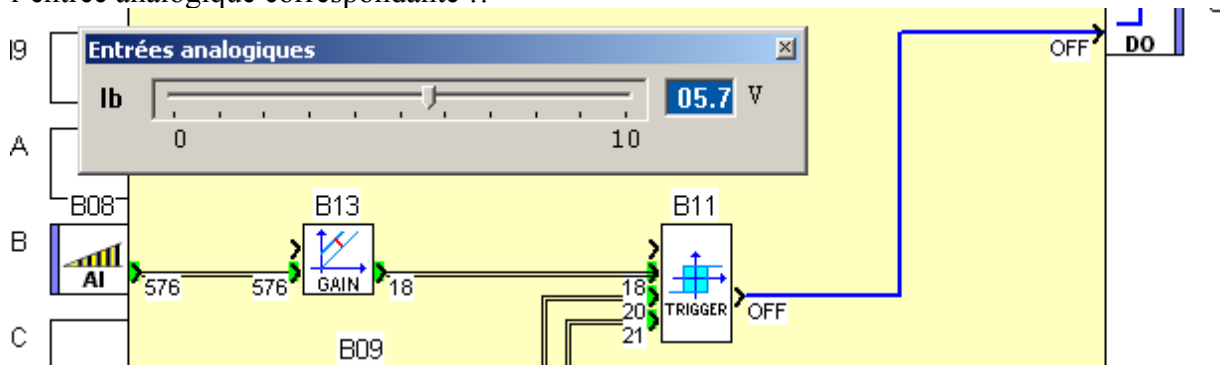 l'entrée analogique correspondante !!
I9
Entrées analogiques
OFF
DO
Ib
05.7 V
0
10
A
B08
B13
B11
B
AI
576
576
GAIN
18
18
20
21
TRIGGER
OFF
C
B09